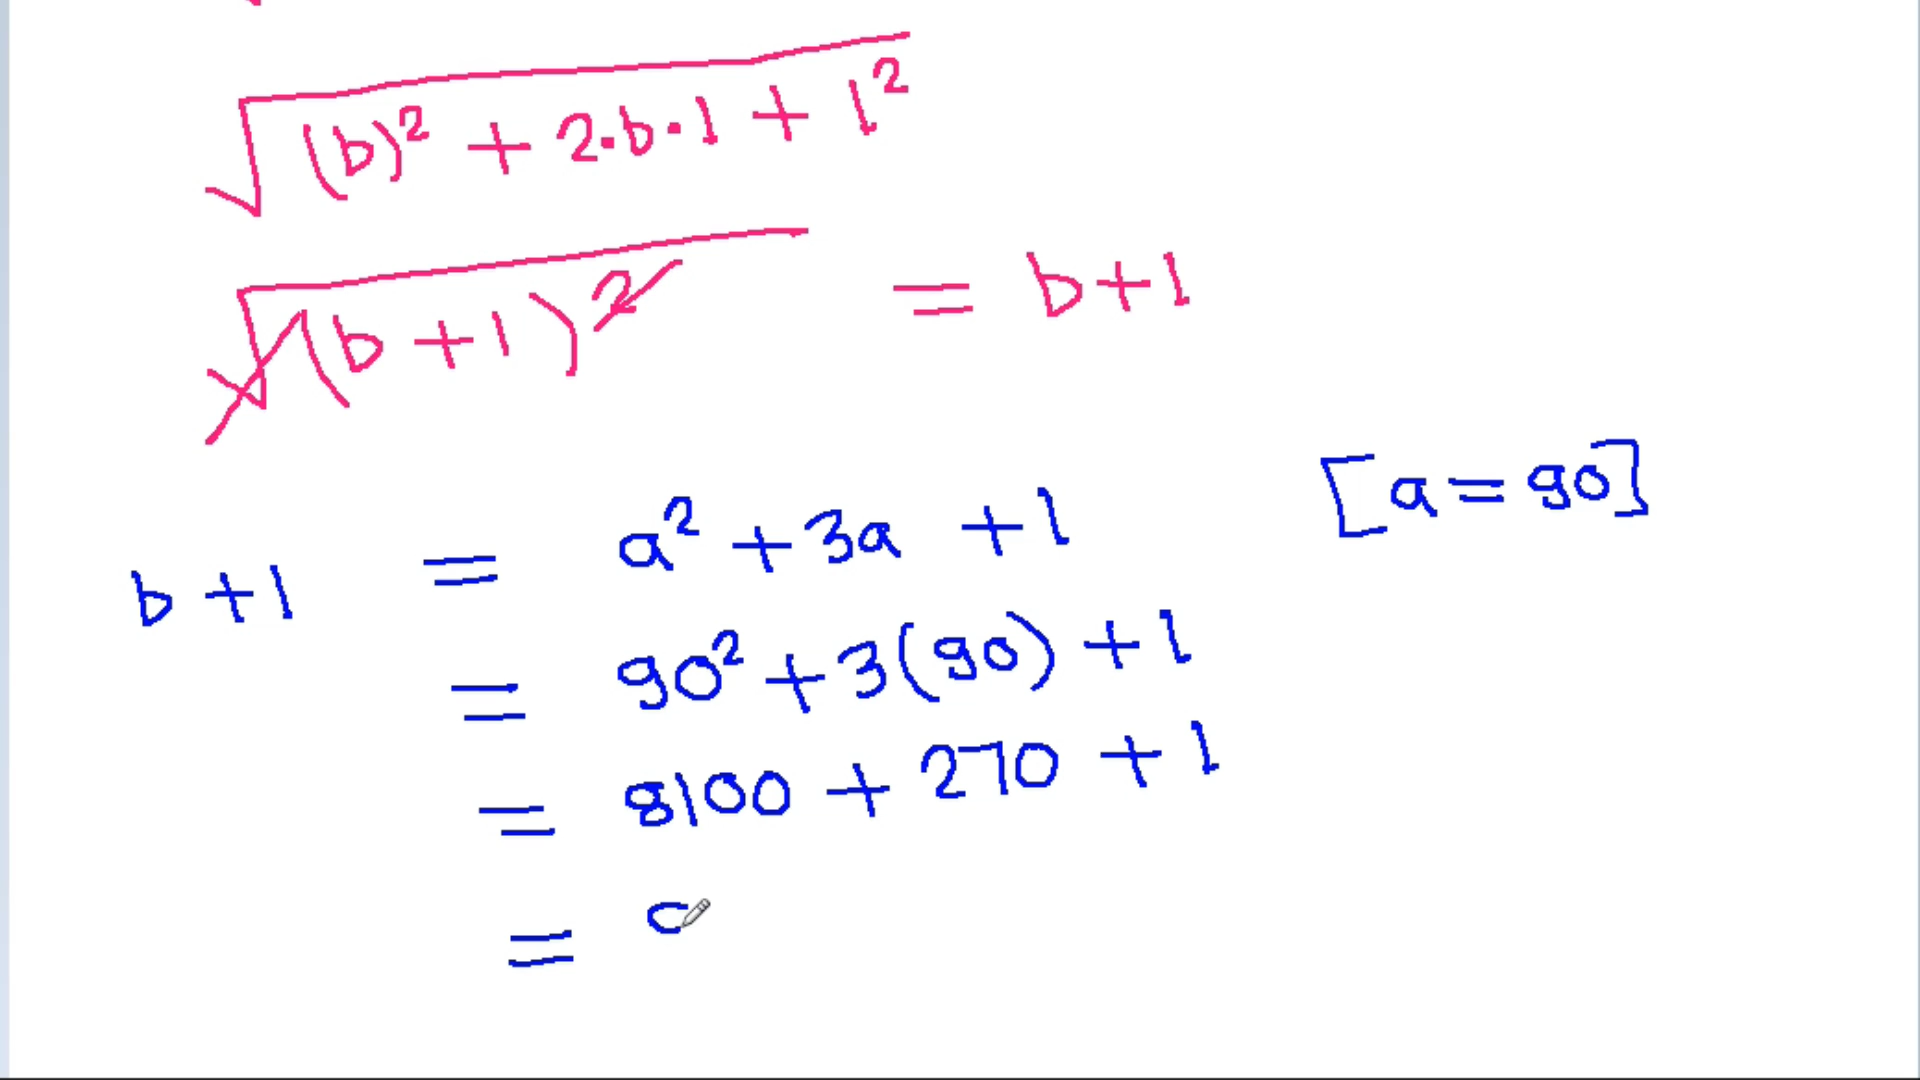 √((b)² + 2·b·1 + 1²)
√((b+1)²) = b+1
[a = 90]
b+1 = a² + 3a + 1
= 90² + 3(90) + 1
= 8100 + 270 + 1
=